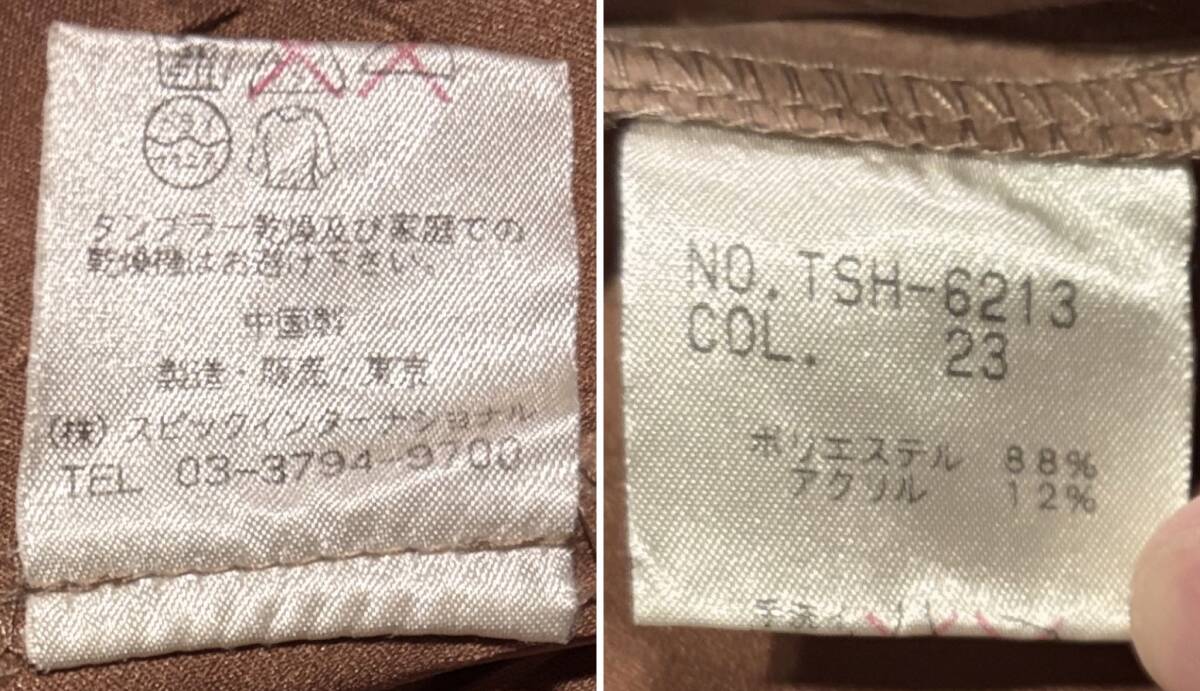 タンブラー乾燥及び家庭での
乾燥機はお避け下さい。
中国製
製造・販売・東京
(株)スピックインターナショナル
TEL 03-3794-9700
NO.TSH-6213
COL. 23
ポリエステル 88%
アクリル 12%